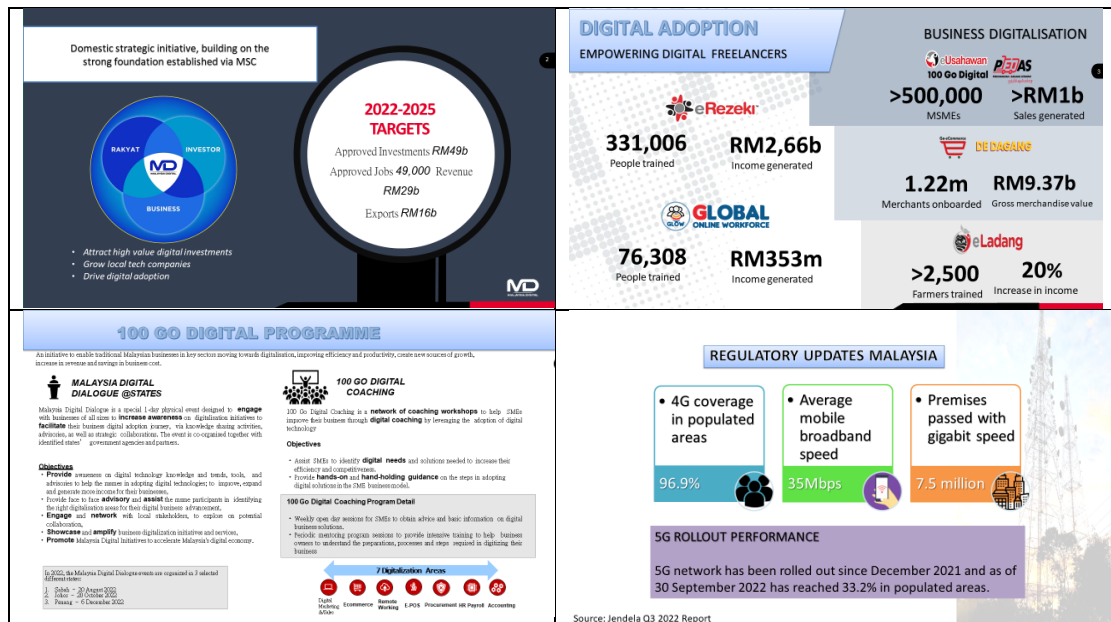 Domestic strategic initiative, building on the
strong foundation established via MSC
2
RAKYAT
INVESTOR
MD
MALAYSIA DIGITAL
BUSINESS
• Attract high value digital investments
• Grow local tech companies
• Drive digital adoption
2022-2025
TARGETS
Approved Investments RM49b
Approved Jobs 49,000 Revenue
RM29b
Exports RM16b
MD
MALAYSIA DIGITAL
DIGITAL ADOPTION
EMPOWERING DIGITAL FREELANCERS
eRezeki
331,006
People trained
RM2,66b
Income generated
GLOW
GLOBAL
ONLINE WORKFORCE
76,308
People trained
RM353m
Income generated
BUSINESS DIGITALISATION
3
eUsahawan
100 Go Digital
>500,000
MSMEs
>RM1b
Sales generated
Go-eCommerce
DE DAGANG
1.22m
Merchants onboarded
RM9.37b
Gross merchandise value
eLadang
>2,500
Farmers trained
20%
Increase in income
100 GO DIGITAL PROGRAMME
An initiative to enable traditional Malaysian businesses in key sectors moving towards digitalisation, improving efficiency and productivity, create new sources of growth,
increase in revenue and savings in business cost.
MALAYSIA DIGITAL
DIALOGUE @STATES
Malaysia Digital Dialogue is a special 1-day physical event designed to engage
with businesses of all sizes to increase awareness on digitalisation initiatives to
facilitate their business digital adoption journey, via knowledge sharing activities,
advisories, as well as strategic collaborations. The event is co-organised together with
identified states' government agencies and partners.
Objectives
• Provide awareness on digital technology knowledge and trends, tools, and
advisories to help the memes in adopting digital technologies; to improve, expand
and generate more income for their businesses,
• Provide face to face advisory and assist the msme participants in identifying
the right digitalisation areas for their digital business advancement,
• Engage and network with local stakeholders, to explore on potential
collaboration,
• Showcase and amplify business digitalization initiatives and services,
• Promote Malaysia Digital Initiatives to accelerate Malaysia's digital economy.
In 2022, the Malaysia Digital Dialogue events are organized in 3 selected
different states:
1. Sabah – 20 August 2022
2. Johor – 20 October 2022
3. Penang – 6 December 2022
100 GO DIGITAL
COACHING
100 Go Digital Coaching is a network of coaching workshops to help SMEs
improve their business through digital coaching by leveraging the adoption of digital
technology
Objectives
• Assist SMEs to identify digital needs and solutions needed to increase their
efficiency and competitiveness.
• Provide hands-on and hand-holding guidance on the steps in adopting
digital solutions in the SME business model.
100 Go Digital Coaching Program Detail
• Weekly open day sessions for SMEs to obtain advice and basic information on digital
business solutions.
• Periodic mentoring program sessions to provide intensive training to help business
owners to understand the preparations, processes and steps required in digitizing their
business
7 Digitalization Areas
Digital
Marketing
&Sales
Ecommerce
Remote
Working
E-POS
Procurement
HR Payroll
Accounting
REGULATORY UPDATES MALAYSIA
• 4G coverage
in populated
areas
96.9%
• Average
mobile
broadband
speed
35Mbps
• Premises
passed with
gigabit speed
7.5 million
5G ROLLOUT PERFORMANCE
5G network has been rolled out since December 2021 and as of
30 September 2022 has reached 33.2% in populated areas.
Source: Jendela Q3 2022 Report